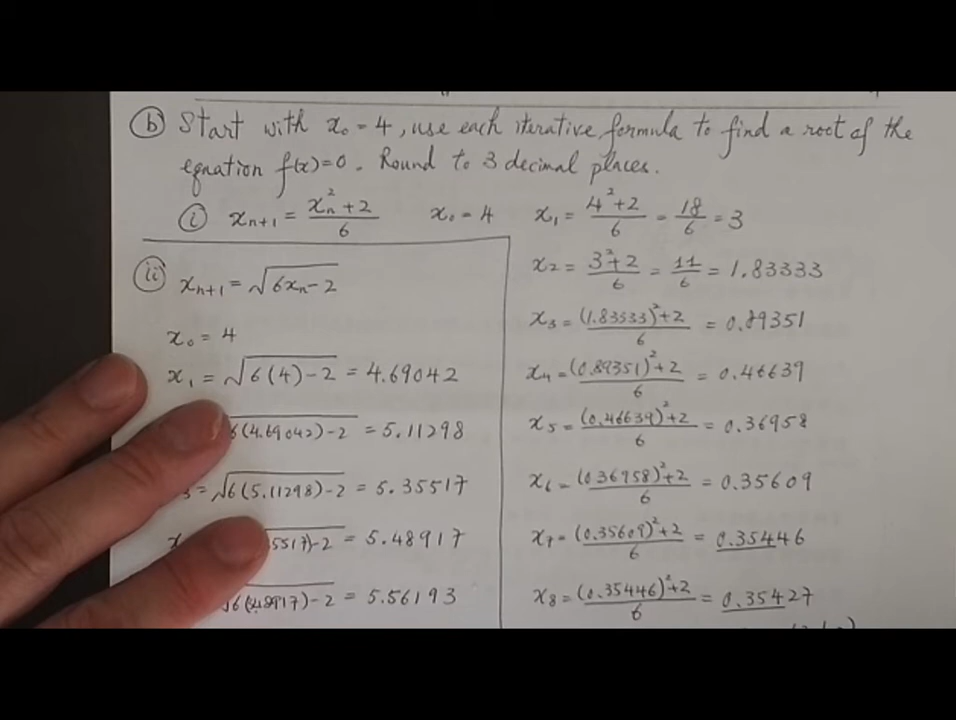 (b) Start with x₀ = 4, use each iterative formula to find a root of the
equation f(x)=0. Round to 3 decimal places.
(i) xₙ₊₁ = (xₙ²+2)/6 x₀ = 4 x₁ = (4²+2)/6 = 18/6 = 3
x₂ = (3²+2)/6 = 11/6 = 1.83333
x₃ = ((1.83333)²+2)/6 = 0.89351
x₄ = ((0.89351)²+2)/6 = 0.46639
x₅ = ((0.46639)²+2)/6 = 0.36958
x₆ = ((0.36958)²+2)/6 = 0.35609
x₇ = ((0.35609)²+2)/6 = 0.35446
x₈ = ((0.35446)²+2)/6 = 0.35427
(ii) xₙ₊₁ = √(6xₙ-2)
x₀ = 4
x₁ = √(6(4)-2) = 4.69042
6(4.69042)-2 = 5.11298
3 = √(6(5.11298)-2) = 5.35517
x 5517)-2 = 5.48917
√(6( 8917)-2) = 5.56193